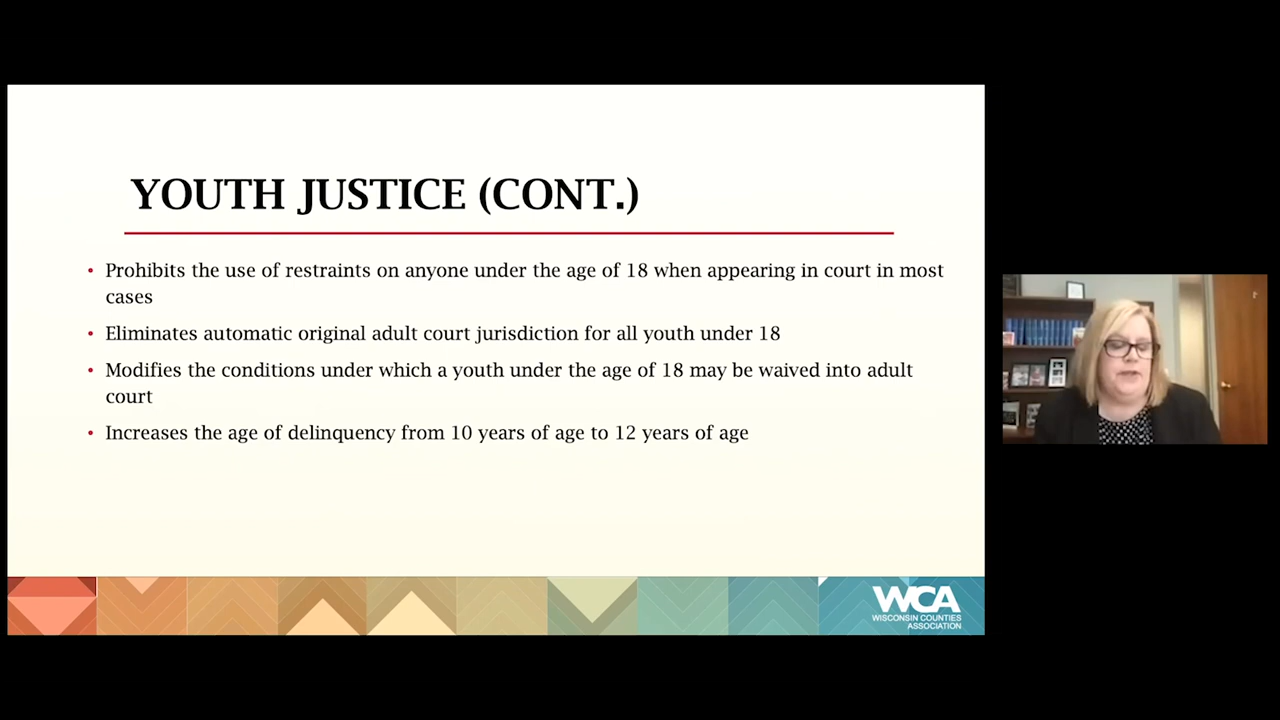 YOUTH JUSTICE (CONT.)
• Prohibits the use of restraints on anyone under the age of 18 when appearing in court in most
cases
• Eliminates automatic original adult court jurisdiction for all youth under 18
• Modifies the conditions under which a youth under the age of 18 may be waived into adult
court
• Increases the age of delinquency from 10 years of age to 12 years of age
WCA
WISCONSIN COUNTIES
ASSOCIATION